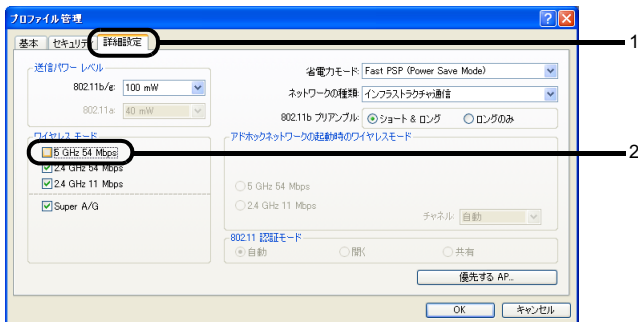 プロファイル管理
基本 セキュリティ 詳細設定
1
送信パワー レベル
802.11b/g: 100 mW
802.11a: 40 mW
省電力モード: Fast PSP (Power Save Mode)
ネットワークの種類: インフラストラクチャ通信
802.11b プリアンブル: ショート & ロング ロングのみ
ワイヤレス モード
5 GHz 54 Mbps
2
2.4 GHz 54 Mbps
2.4 GHz 11 Mbps
Super A/G
アドホックネットワークの起動時のワイヤレスモード
5 GHz 54 Mbps
2.4 GHz 11 Mbps
チャネル: 自動
802.11 認証モード
自動 開く 共有
優先する AP...
OK キャンセル